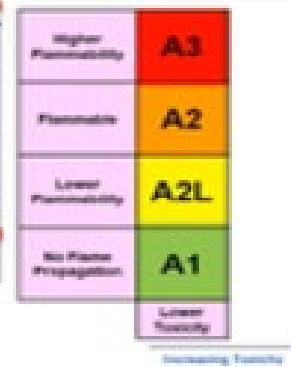 Higher
Flammability
A3
Flammable
A2
Lower
Flammability
A2L
No Flame
Propagation
A1
Lower
Toxicity
Increasing Toxicity